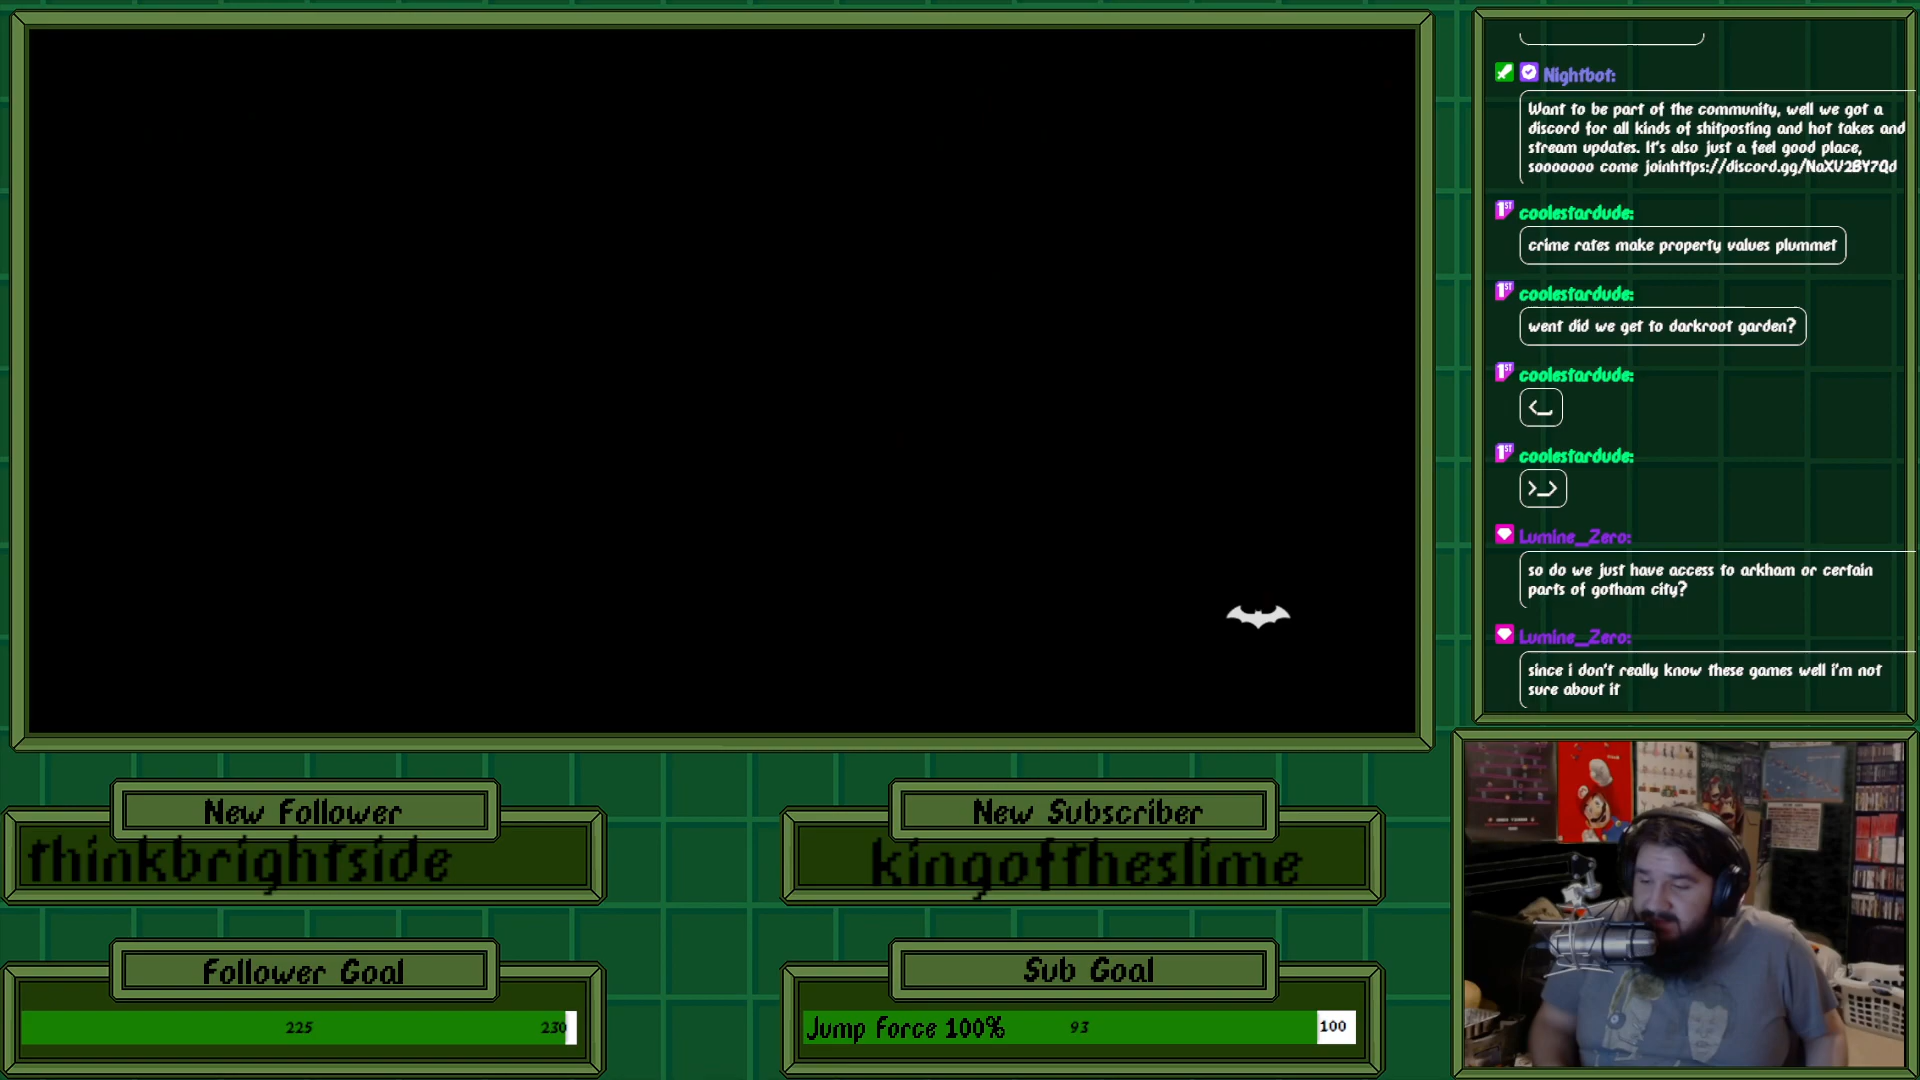 Nightbot:
Want to be part of the community, well we got a
discord for all kinds of shitposting and hot takes and
stream updates. It's also just a feel good place,
sooooooo come joinhttps://discord.gg/NaXV2BY7Qd
1ST coolestardude:
crime rates make property values plummet
1ST coolestardude:
went did we get to darkroot garden?
1ST coolestardude:
<_
1ST coolestardude:
>_>
Lumine_Zero:
so do we just have access to arkham or certain
parts of gotham city?
Lumine_Zero:
since i don't really know these games well i'm not
sure about it
New Follower
thinkbrightside
New Subscriber
kingoftheslime
Follower Goal
225
230
Sub Goal
Jump Force 100%
93
100